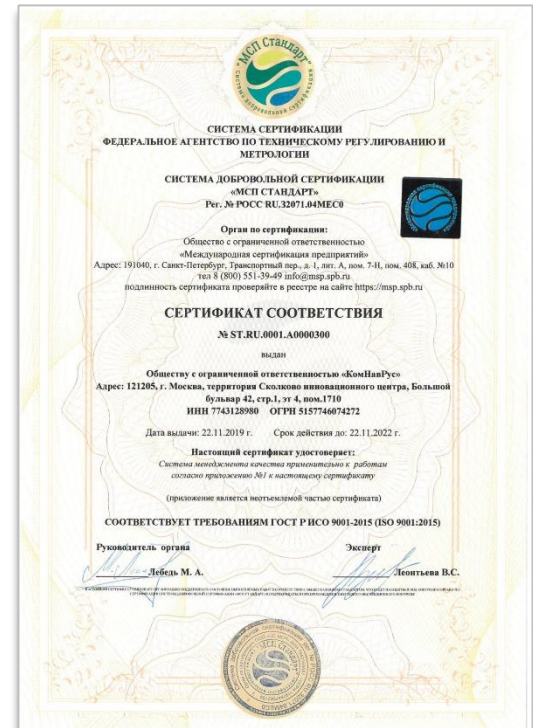 "МСП Стандарт"
система добровольной сертификации
СИСТЕМА СЕРТИФИКАЦИИ
ФЕДЕРАЛЬНОЕ АГЕНТСТВО ПО ТЕХНИЧЕСКОМУ РЕГУЛИРОВАНИЮ И
МЕТРОЛОГИИ
СИСТЕМА ДОБРОВОЛЬНОЙ СЕРТИФИКАЦИИ
«МСП СТАНДАРТ»
Рег. № РОСС RU.32071.04МЕС0
Орган по сертификации:
Общество с ограниченной ответственностью
«Международная сертификация предприятий»
Адрес: 191040, г. Санкт-Петербург, Транспортный пер., д. 1, лит. А, пом. 7-Н, пом. 408, каб. №10
тел 8 (800) 551-39-49 info@msp.spb.ru
подлинность сертификата проверяйте в реестре на сайте https://msp.spb.ru
СЕРТИФИКАТ СООТВЕТСТВИЯ
№ ST.RU.0001.A0000300
выдан
Обществу с ограниченной ответственностью «КомНавРус»
Адрес: 121205, г. Москва, территория Сколково инновационного центра, Большой
бульвар 42, стр.1, эт 4, пом.1710
ИНН 7743128980 ОГРН 5157746074272
Дата выдачи: 22.11.2019 г. Срок действия до: 22.11.2022 г.
Настоящий сертификат удостоверяет:
Система менеджмента качества применительно к работам
согласно приложению №1 к настоящему сертификату
(приложение является неотъемлемой частью сертификата)
СООТВЕТСТВУЕТ ТРЕБОВАНИЯМ ГОСТ Р ИСО 9001-2015 (ISO 9001:2015)
Руководитель органа Эксперт
Лебедь М. А. Леонтьева В.С.